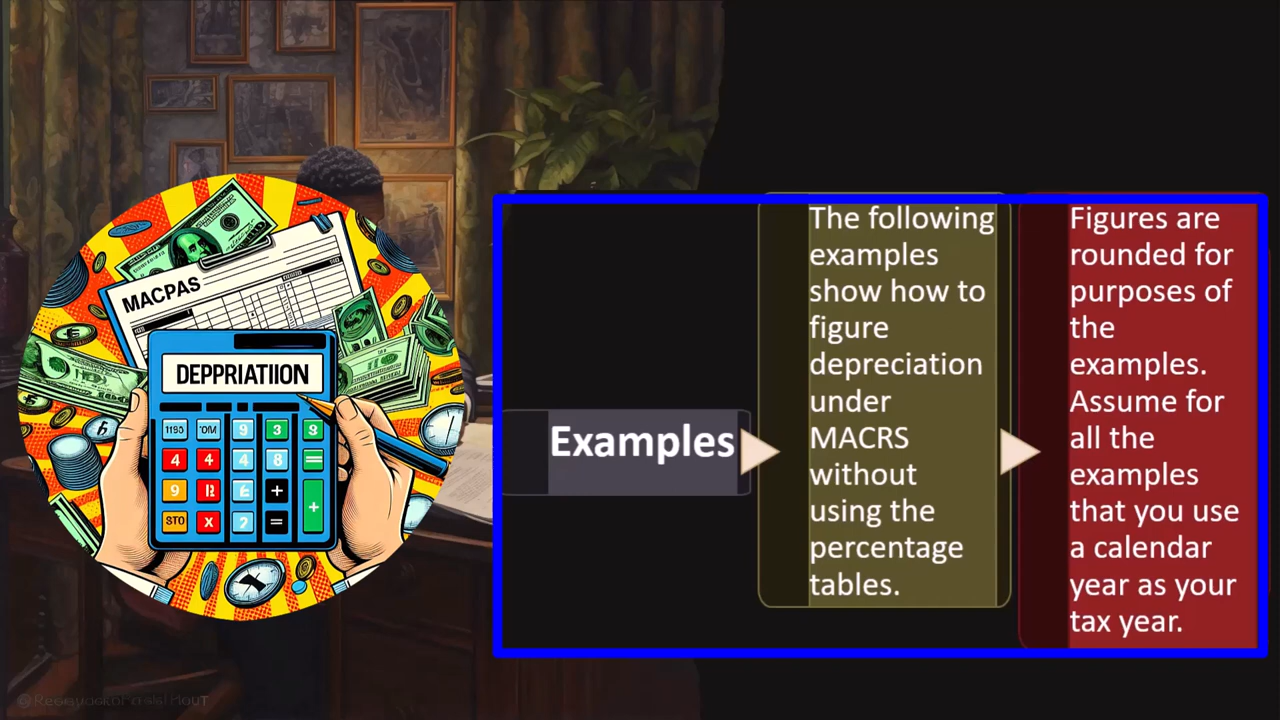 MACPAS
DEPPRIATIION
Examples
The following
examples
show how to
figure
depreciation
under
MACRS
without
using the
percentage
tables.
Figures are
rounded for
purposes of
the
examples.
Assume for
all the
examples
that you use
a calendar
year as your
tax year.